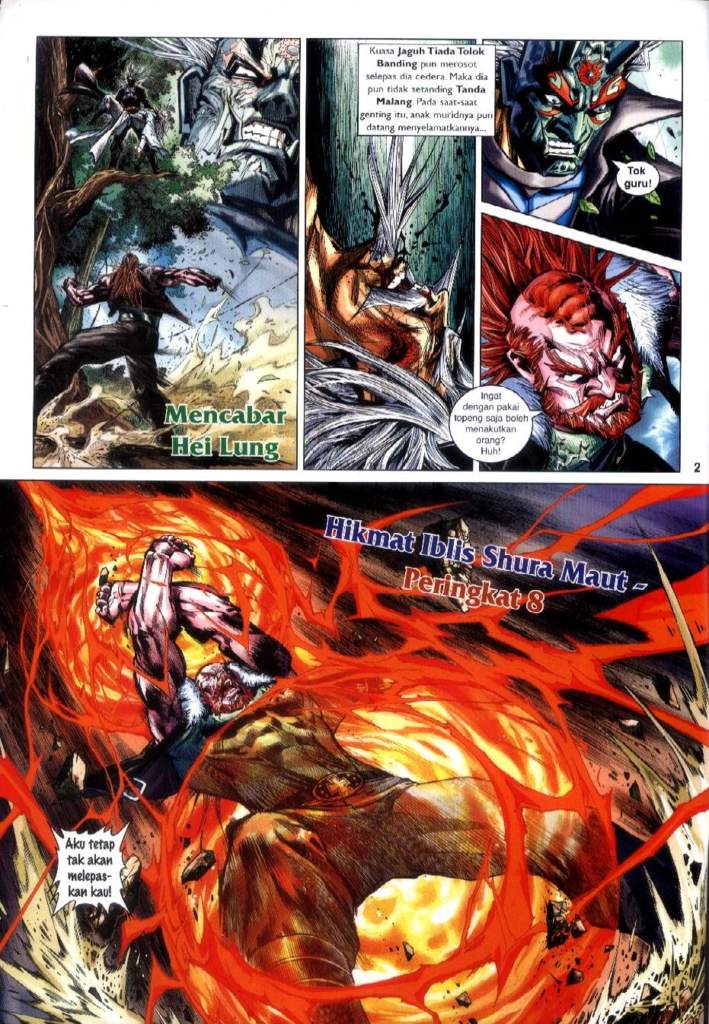 Mencabar
Hei Lung
Kuasa Jaguh Tiada Tolok
Banding pun merosot
selepas dia cedera. Maka dia
pun tidak setanding Tanda
Malang. Pada saat-saat
genting itu, anak muridnya pun
datang menyelamatkannya...
Tok
guru!
Ingat
dengan pakai
topong saja boloh
menakutkan
orang?
Huh!
2
Hikmat Iblis Shura Maut -
Peringkat 8
Aku tetap
tak akan
melepas-
kan kau!